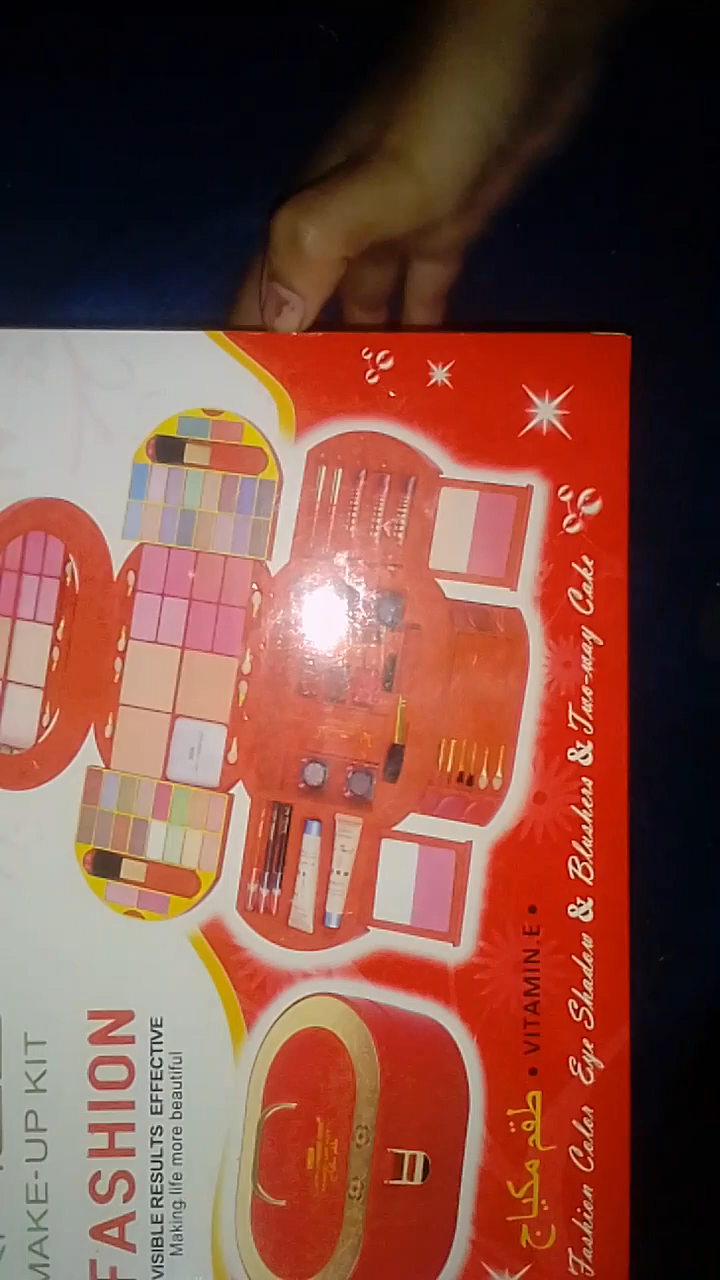 MAKE-UP KIT
FASHION
VISIBLE RESULTS EFFECTIVE
Making life more beautiful
طقم مكياج • VITAMIN.E •
Fashion Color Eye Shadow & Blushers & Two-way Cake